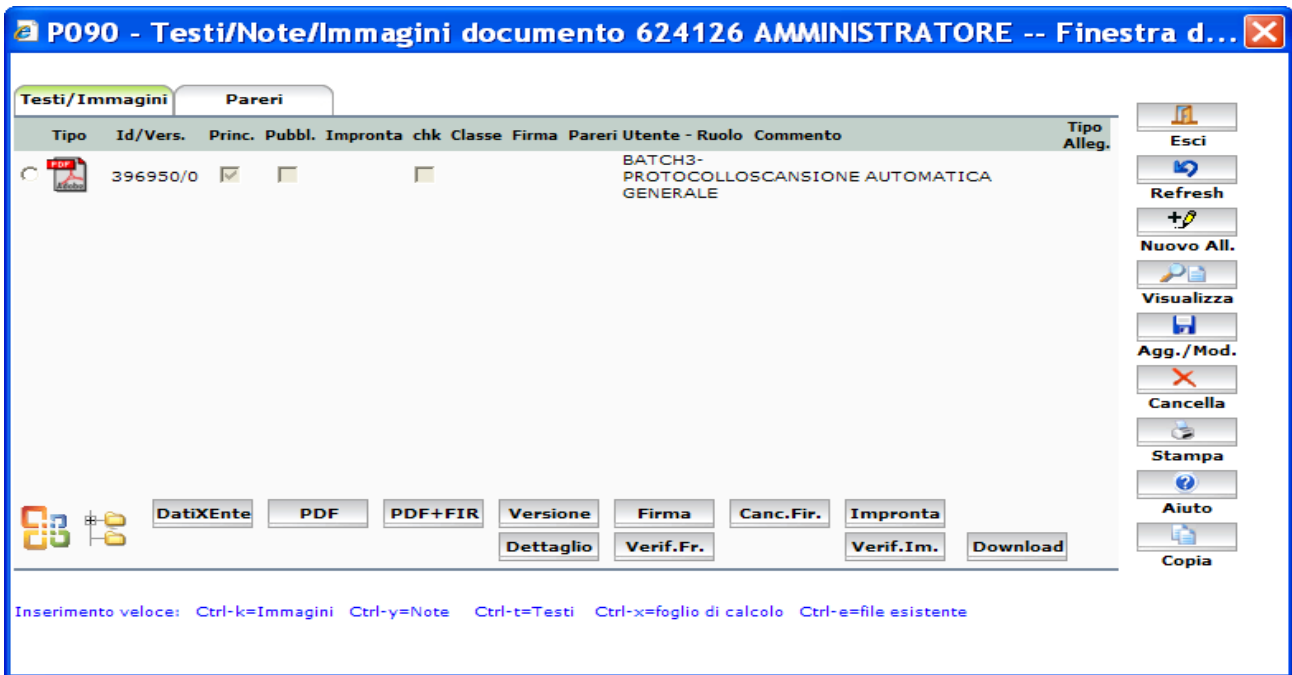 P090 - Testi/Note/Immagini documento 624126 AMMINISTRATORE -- Finestra d...
Testi/Immagini Pareri
Tipo Id/Vers. Princ. Pubbl. Impronta chk Classe Firma Pareri Utente - Ruolo Commento Tipo Alleg.
PDF Adobe 396950/0 BATCH3-
PROTOCOLLOSCANSIONE AUTOMATICA
GENERALE
Esci
Refresh
Nuovo All.
Visualizza
Agg./Mod.
Cancella
Stampa
Aiuto
Copia
DatiXEnte PDF PDF+FIR Versione Firma Canc.Fir. Impronta
Dettaglio Verif.Fr. Verif.Im. Download
Inserimento veloce: Ctrl-k=Immagini Ctrl-y=Note Ctrl-t=Testi Ctrl-x=foglio di calcolo Ctrl-e=file esistente